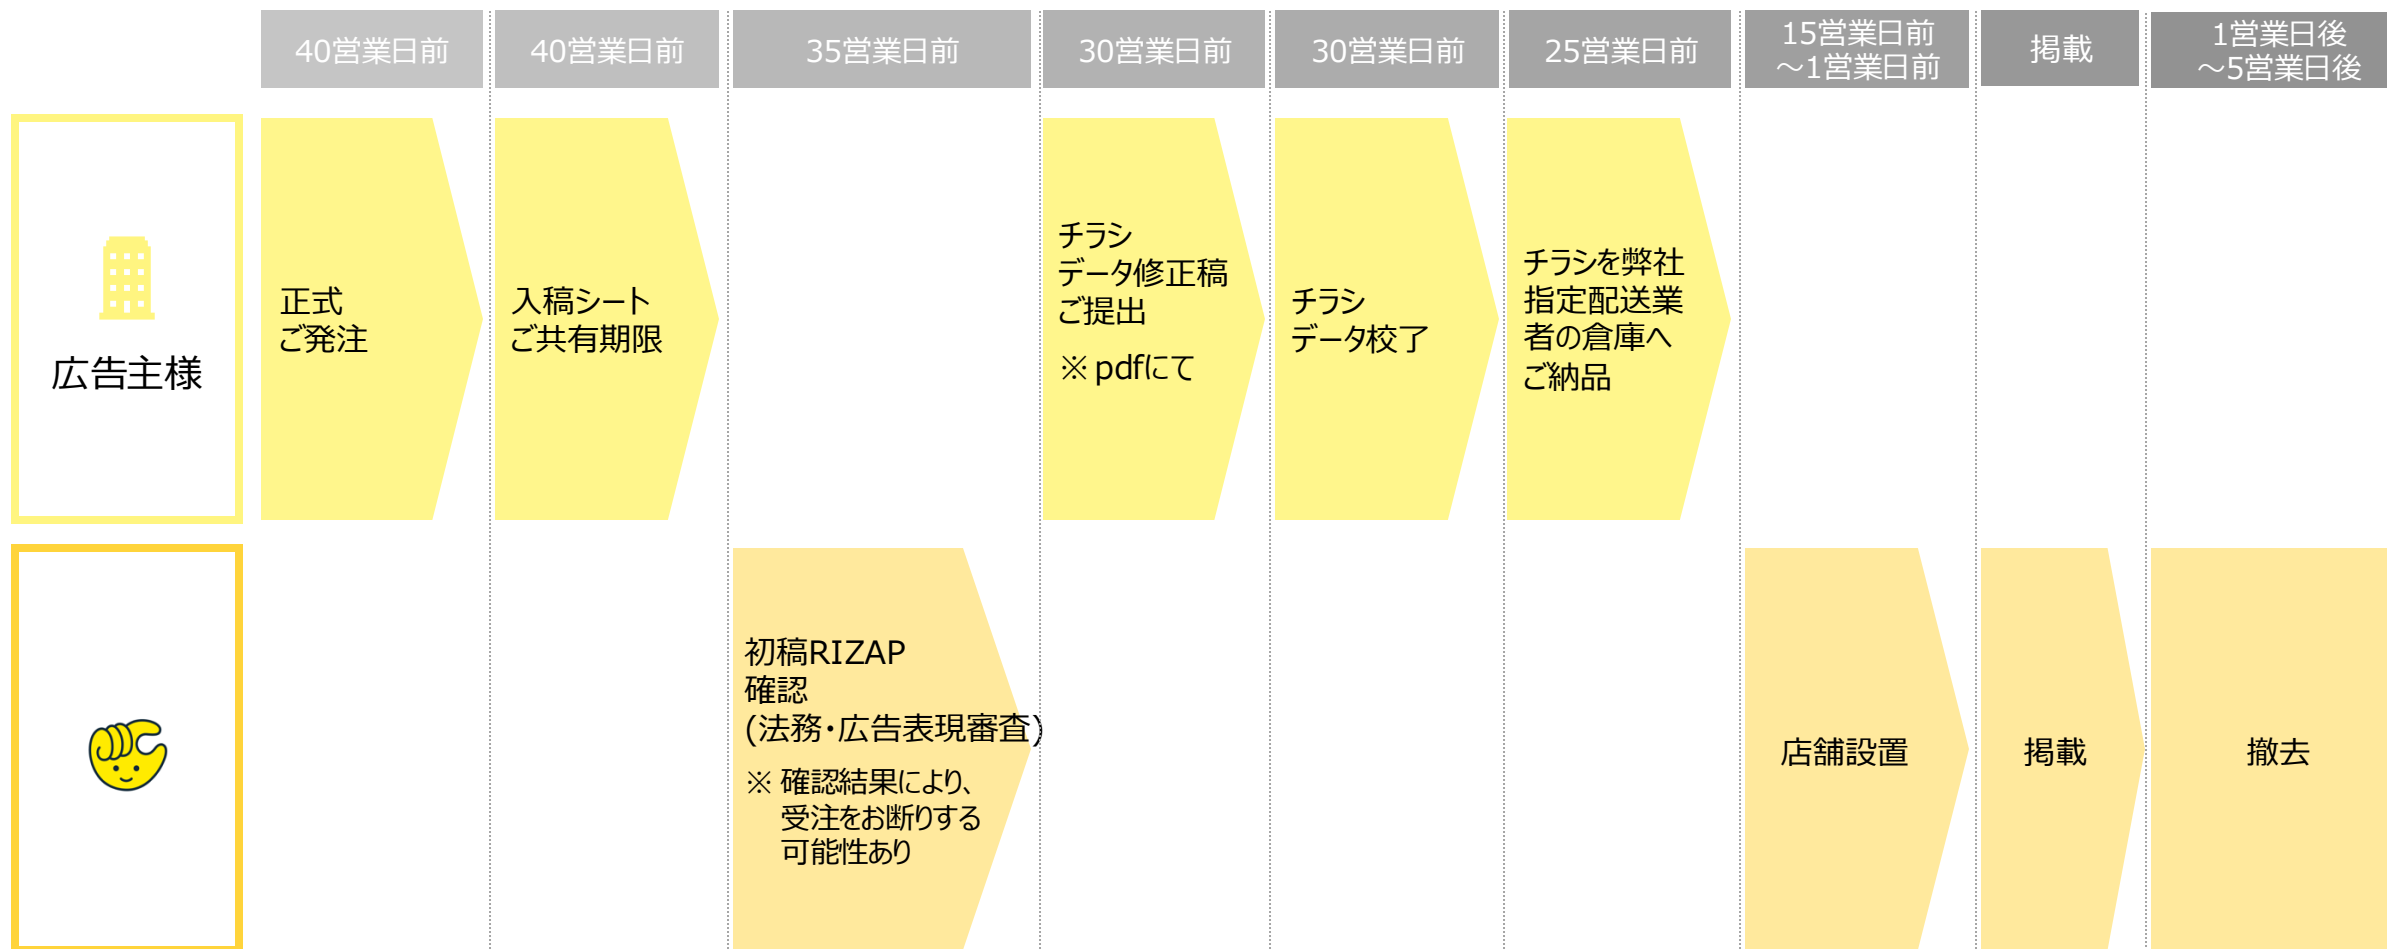 40営業日前
40営業日前
35営業日前
30営業日前
30営業日前
25営業日前
15営業日前
～1営業日前
掲載
1営業日後
～5営業日後
広告主様
正式
ご発注
入稿シート
ご共有期限
チラシ
データ修正稿
ご提出
※ pdfにて
チラシ
データ校了
チラシを弊社
指定配送業
者の倉庫へ
ご納品
初稿RIZAP
確認
(法務・広告表現審査)
※ 確認結果により、
受注をお断りする
可能性あり
店舗設置
掲載
撤去